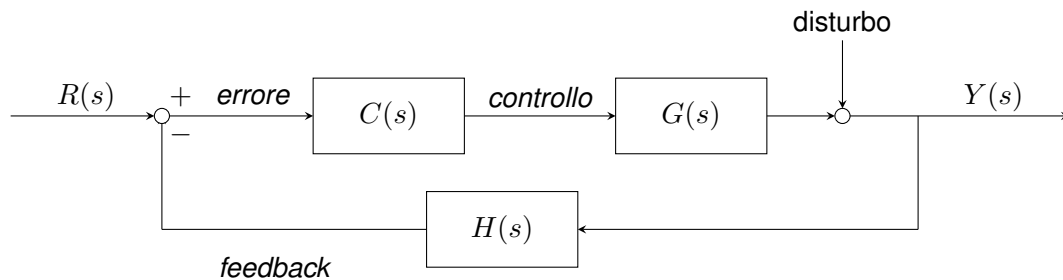 disturbo
R(s)
+
−
errore
C(s)
controllo
G(s)
Y(s)
H(s)
feedback